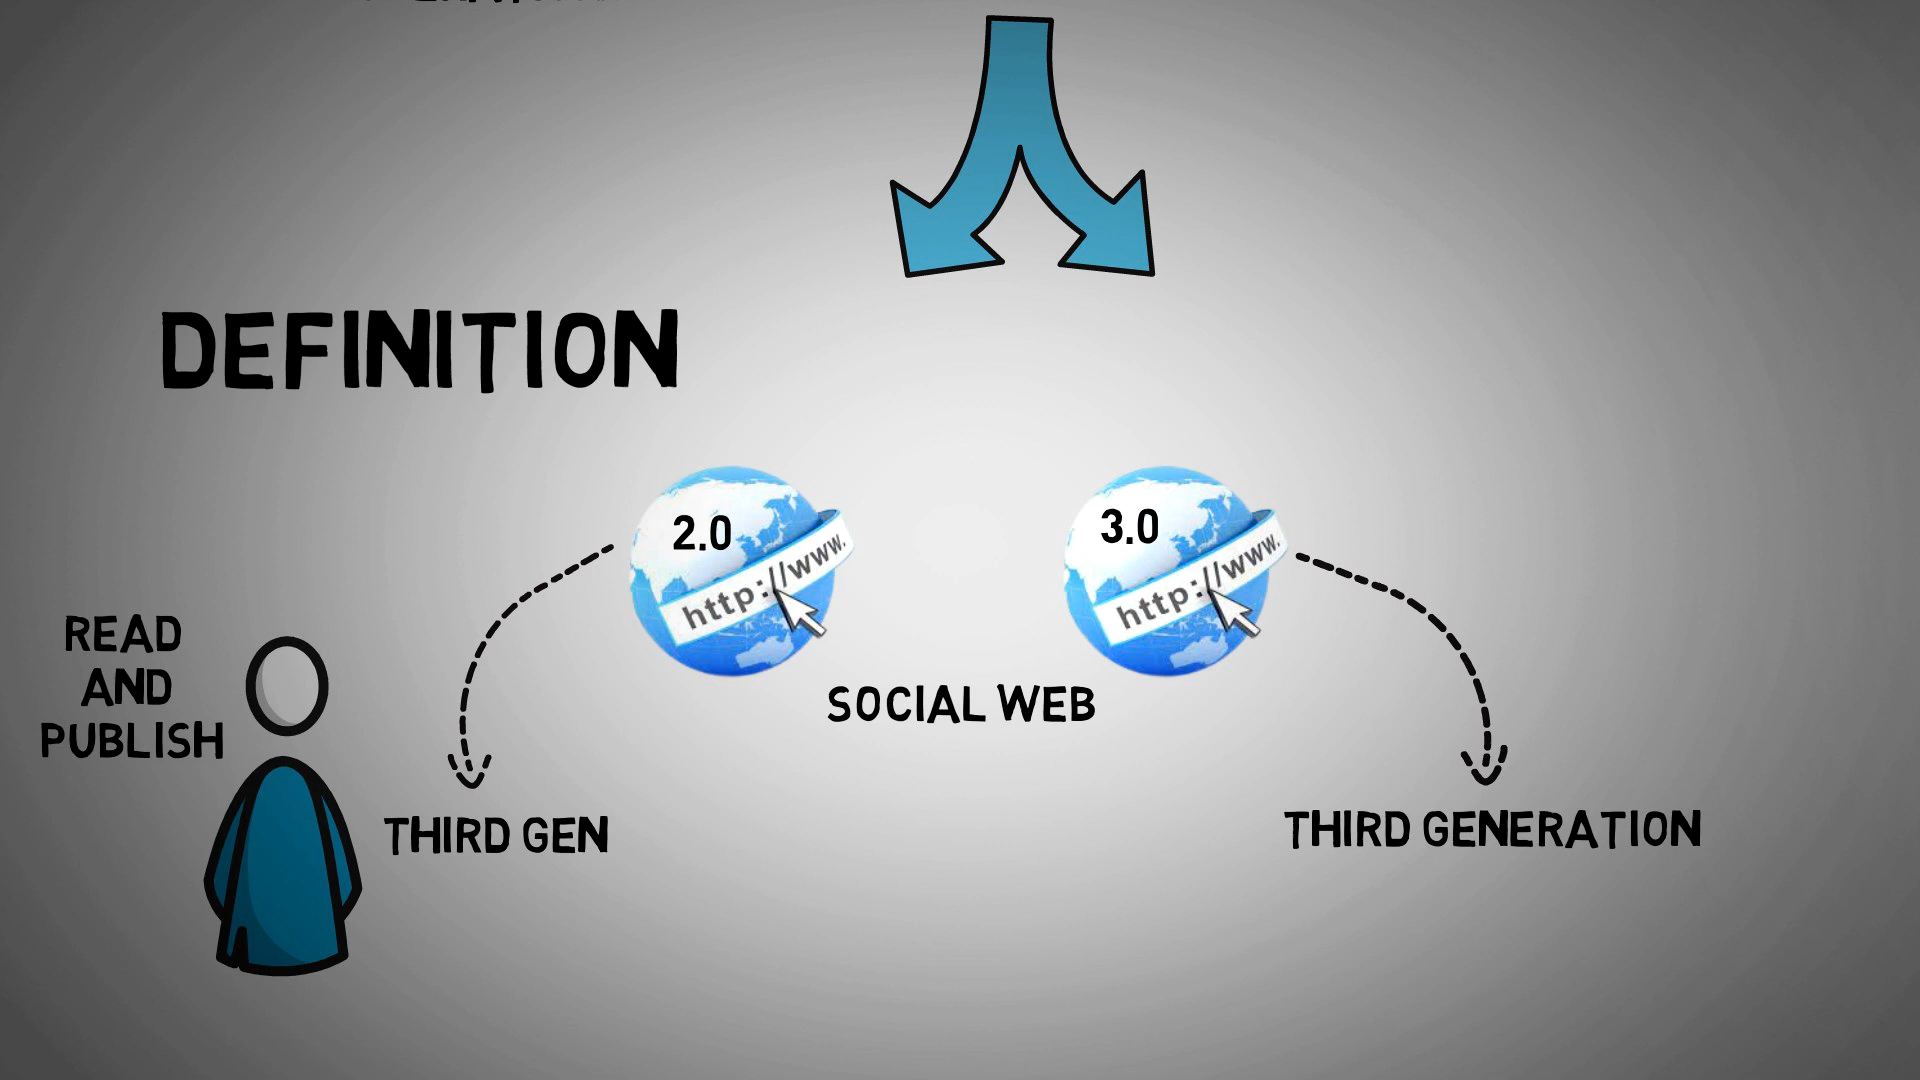 DEFINITION
2.0
http://www.
3.0
http://www.
SOCIAL WEB
READ
AND
PUBLISH
THIRD GEN
THIRD GENERATION